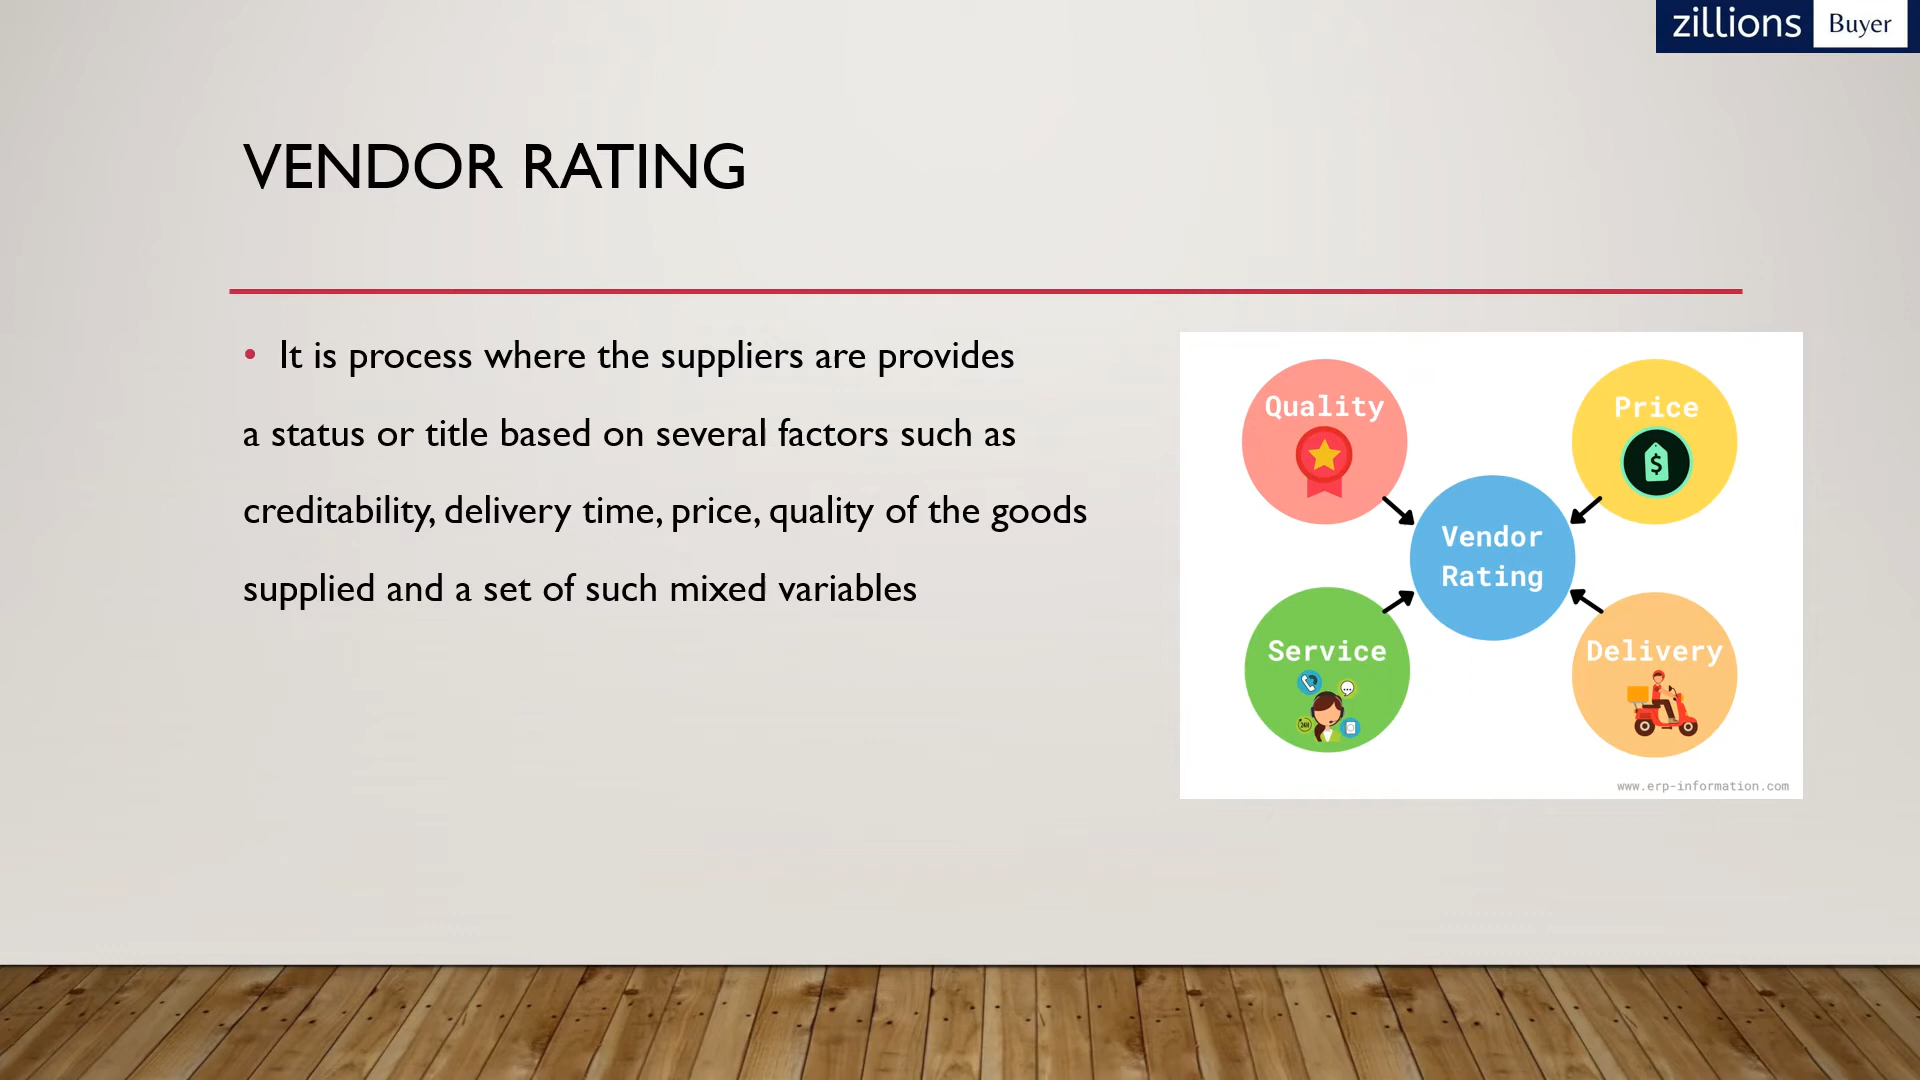 zillions Buyer
VENDOR RATING
• It is process where the suppliers are provides
a status or title based on several factors such as
creditability, delivery time, price, quality of the goods
supplied and a set of such mixed variables
Quality
Price
$
Vendor
Rating
Service
24H
Delivery
www.erp-information.com